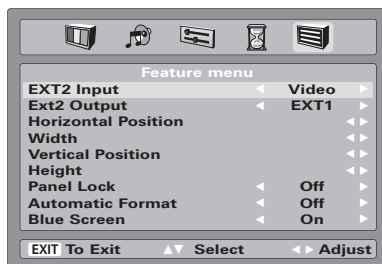 Feature menu
EXT2 Input Video
Ext2 Output EXT1
Horizontal Position
Width
Vertical Position
Height
Panel Lock Off
Automatic Format Off
Blue Screen On
EXIT To Exit Select Adjust